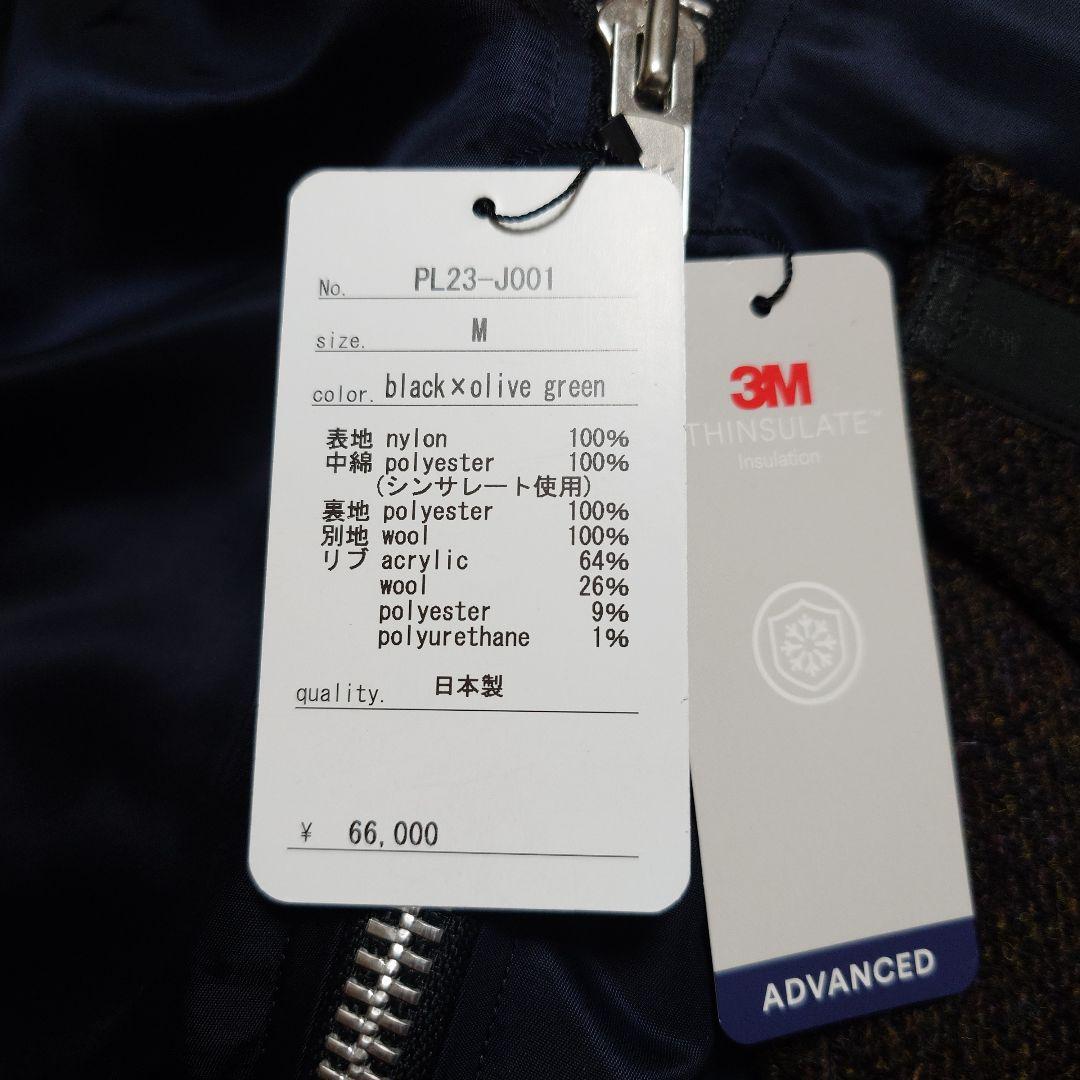 No. PL23-J001
size. M
color. black×olive green
表地 nylon 100%
中綿 polyester 100%
(シンサレート使用)
裏地 polyester 100%
別地 wool 100%
リブ acrylic 64%
wool 26%
polyester 9%
polyurethane 1%
quality. 日本製
¥ 66,000
3M
THINSULATE™
Insulation
ADVANCED